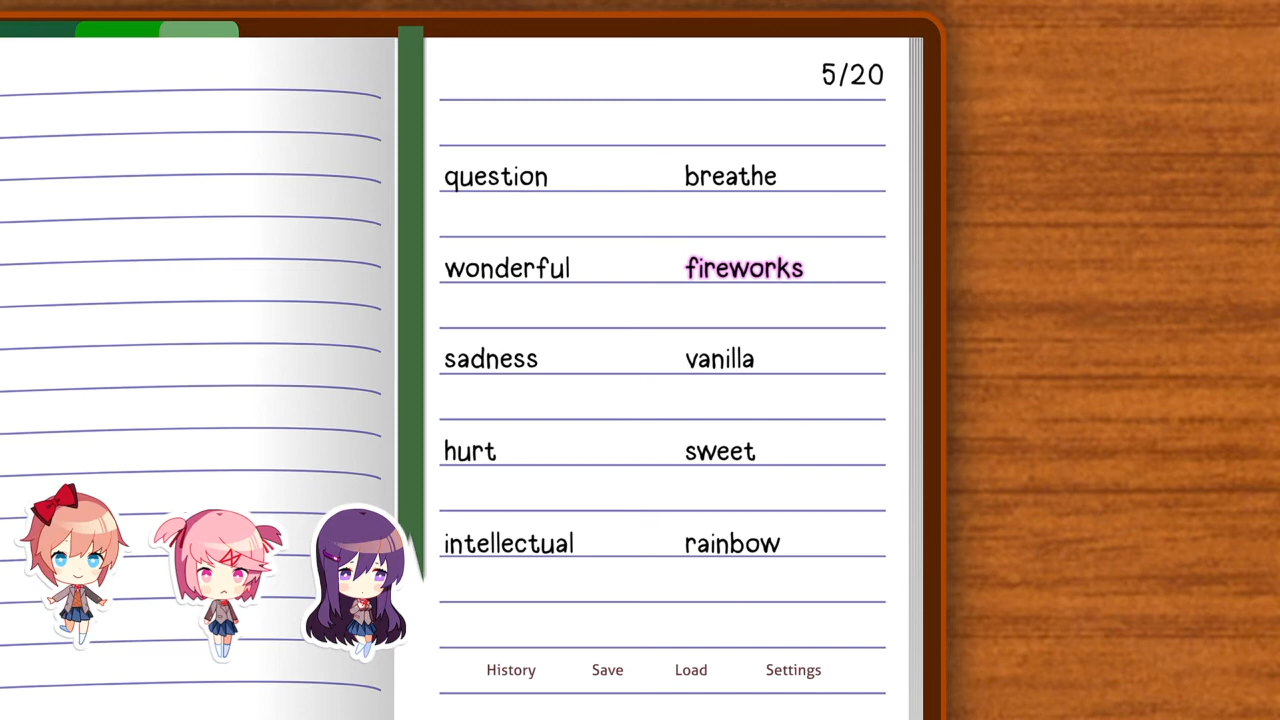 5/20
question breathe
wonderful fireworks
sadness vanilla
hurt sweet
intellectual rainbow
History Save Load Settings